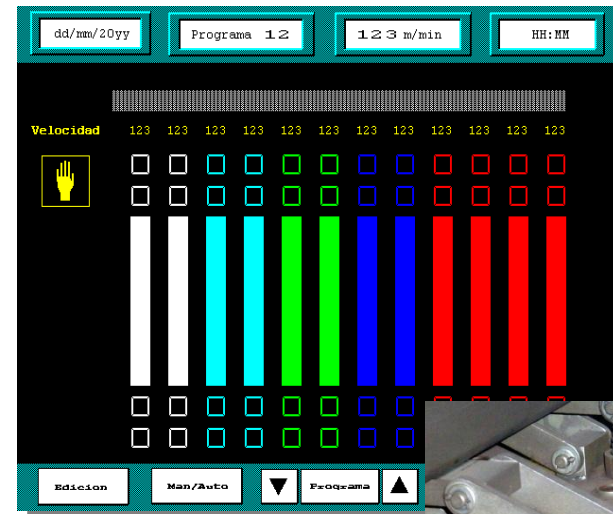 dd/mm/20yy Programa 12 123 m/min HH:MM
Velocidad 123 123 123 123 123 123 123 123 123 123 123 123
Edicion Man/Auto Programa